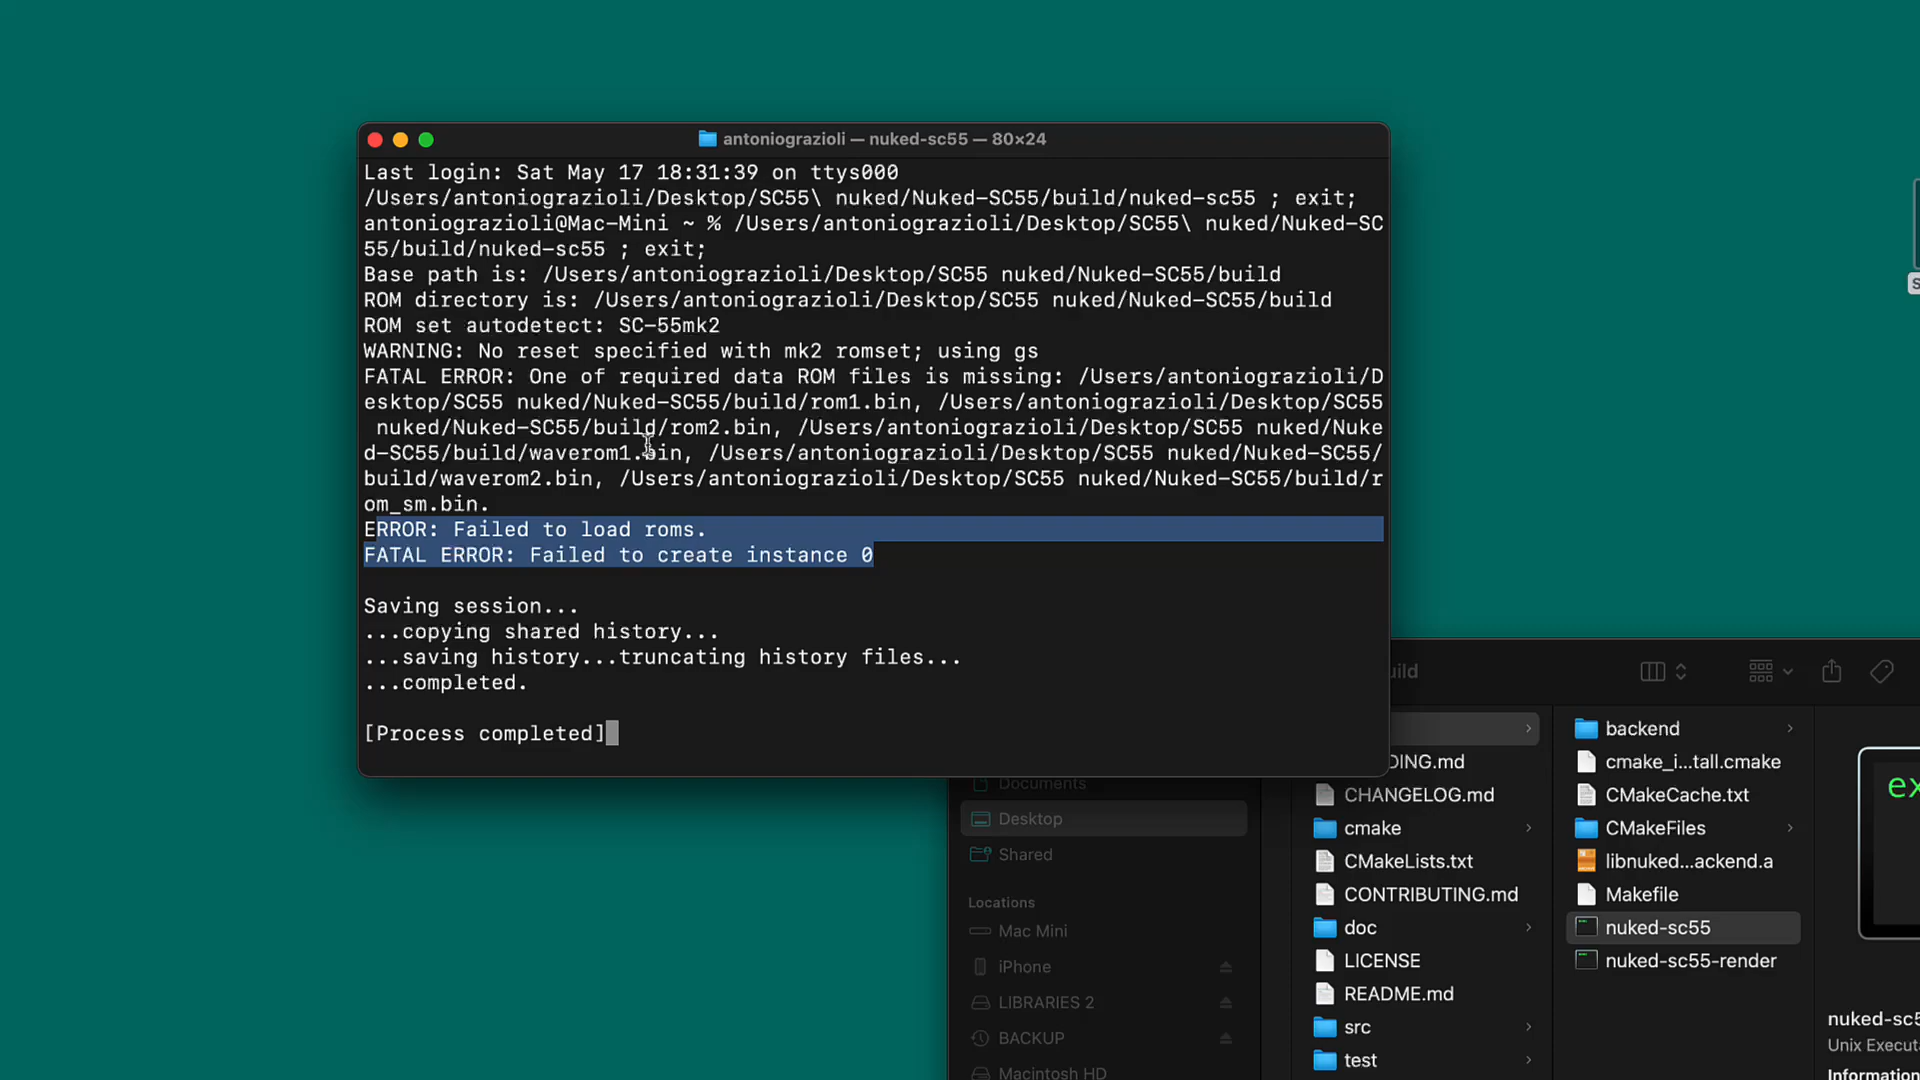 antoniograzioli — nuked-sc55 — 80×24
Last login: Sat May 17 18:31:39 on ttys000
/Users/antoniograzioli/Desktop/SC55\ nuked/Nuked-SC55/build/nuked-sc55 ; exit;
antoniograzioli@Mac-Mini ~ % /Users/antoniograzioli/Desktop/SC55\ nuked/Nuked-SC
55/build/nuked-sc55 ; exit;
Base path is: /Users/antoniograzioli/Desktop/SC55 nuked/Nuked-SC55/build
ROM directory is: /Users/antoniograzioli/Desktop/SC55 nuked/Nuked-SC55/build
ROM set autodetect: SC-55mk2
WARNING: No reset specified with mk2 romset; using gs
FATAL ERROR: One of required data ROM files is missing: /Users/antoniograzioli/D
esktop/SC55 nuked/Nuked-SC55/build/rom1.bin, /Users/antoniograzioli/Desktop/SC55
 nuked/Nuked-SC55/build/rom2.bin, /Users/antoniograzioli/Desktop/SC55 nuked/Nuke
d-SC55/build/waverom1.bin, /Users/antoniograzioli/Desktop/SC55 nuked/Nuked-SC55/
build/waverom2.bin, /Users/antoniograzioli/Desktop/SC55 nuked/Nuked-SC55/build/r
om_sm.bin.
ERROR: Failed to load roms.
FATAL ERROR: Failed to create instance 0
Saving session...
...copying shared history...
...saving history...truncating history files...
...completed.
[Process completed]
uild
Documents
Desktop
Shared
Locations
Mac Mini
iPhone
LIBRARIES 2
BACKUP
Macintosh HD
DING.md
CHANGELOG.md
cmake
CMakeLists.txt
CONTRIBUTING.md
doc
LICENSE
README.md
src
test
backend
cmake_i...tall.cmake
CMakeCache.txt
CMakeFiles
libnuked...ackend.a
Makefile
nuked-sc55
nuked-sc55-render
ex
nuked-sc5
Unix Execut
Information
S